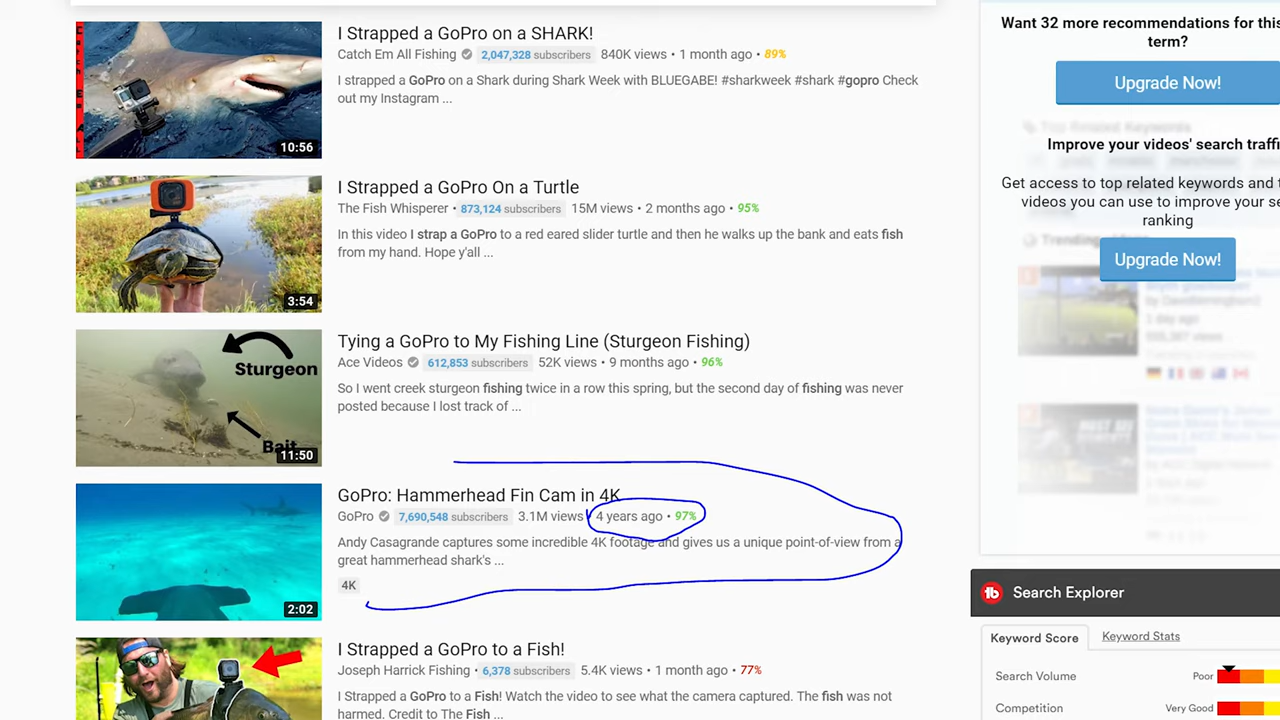 I Strapped a GoPro on a SHARK!
Catch Em All Fishing 2,047,328 subscribers 840K views • 1 month ago • 89%
I strapped a GoPro on a Shark during Shark Week with BLUEGABE! #sharkweek #shark #gopro Check
out my Instagram ...
10:56
I Strapped a GoPro On a Turtle
The Fish Whisperer • 873,124 subscribers 15M views • 2 months ago • 95%
In this video I strap a GoPro to a red eared slider turtle and then he walks up the bank and eats fish
from my hand. Hope y'all ...
3:54
Tying a GoPro to My Fishing Line (Sturgeon Fishing)
Ace Videos 612,853 subscribers 52K views • 9 months ago • 96%
So I went creek sturgeon fishing twice in a row this spring, but the second day of fishing was never
posted because I lost track of ...
Sturgeon
Bait
11:50
GoPro: Hammerhead Fin Cam in 4K
GoPro 7,690,548 subscribers 3.1M views 4 years ago • 97%
Andy Casagrande captures some incredible 4K footage and gives us a unique point-of-view from a
great hammerhead shark's ...
4K
2:02
I Strapped a GoPro to a Fish!
Joseph Harrick Fishing • 6,378 subscribers 5.4K views • 1 month ago • 77%
I Strapped a GoPro to a Fish! Watch the video to see what the camera captured. The fish was not
harmed. Credit to The Fish ...
Want 32 more recommendations for this
term?
Upgrade Now!
Improve your videos' search
Get access to top related keywords and
videos you can use to improve your
ranking
Upgrade Now!
Search Explorer
Keyword Score
Keyword Stats
Search Volume
Poor
Competition
Very Good